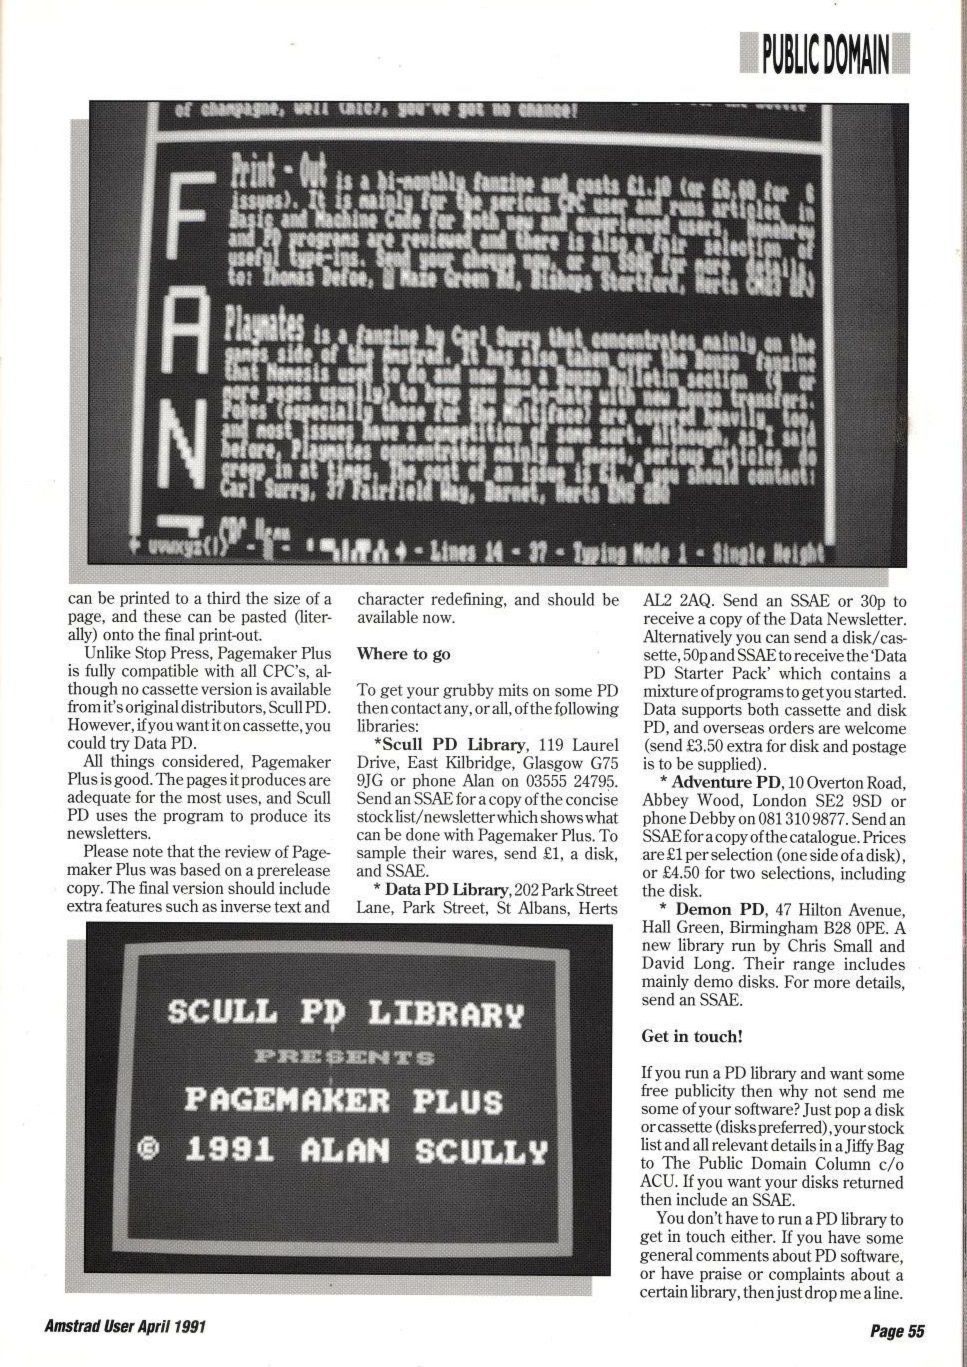 PUBLIC DOMAIN
of champagne, well (hic), you've got no chance!
F
A
N
Print - Out is a bi-monthly fanzine and costs £1.10 (or £6.00 for 6
issues). It is mainly for the serious CPC user and runs articles in
Basic and Machine Code for both new and experienced users. Homebrew
and PD programs are reviewed and there is also a fair selection of
useful type-ins. Send your cheque now, or an SSAE for more details,
to: Thomas Defoe, 8 Maze Green Rd, Bishops Stortford, Herts CM23 2PJ
Playmates is a fanzine by Carl Surry that concentrates mainly on the
games side of the Amstrad. It has also taken over the Bonzo fanzine
that Nemesis used to do and now has a Bonzo Bulletin section (4 or
more pages usually) to keep you up-to-date with new Bonzo transfers.
Pokes (especially those for the Multiface) are covered heavily, too,
and most issues have a competition of some sort. Although, as I said
before, Playmates concentrates mainly on games, serious articles do
creep in at times. The cost of an issue is £1, & you should contact:
Carl Surry, 37 Fairfield Way, Barnet, Herts EN5 2BQ
uvwxyz{|} - Lines 14 - 37 - Typing Mode 1 - Single Height
can be printed to a third the size of a
page, and these can be pasted (liter-
ally) onto the final print-out.
Unlike Stop Press, Pagemaker Plus
is fully compatible with all CPC's, al-
though no cassette version is available
from it's original distributors, Scull PD.
However, if you want it on cassette, you
could try Data PD.
All things considered, Pagemaker
Plus is good. The pages it produces are
adequate for the most uses, and Scull
PD uses the program to produce its
newsletters.
Please note that the review of Page-
maker Plus was based on a prerelease
copy. The final version should include
extra features such as inverse text and
character redefining, and should be
available now.
Where to go
To get your grubby mits on some PD
then contact any, or all, of the following
libraries:
*Scull PD Library, 119 Laurel
Drive, East Kilbridge, Glasgow G75
9JG or phone Alan on 03555 24795.
Send an SSAE for a copy of the concise
stock list/newsletter which shows what
can be done with Pagemaker Plus. To
sample their wares, send £1, a disk,
and SSAE.
* Data PD Library, 202 Park Street
Lane, Park Street, St Albans, Herts
AL2 2AQ. Send an SSAE or 30p to
receive a copy of the Data Newsletter.
Alternatively you can send a disk/cas-
sette, 50p and SSAE to receive the 'Data
PD Starter Pack' which contains a
mixture of programs to get you started.
Data supports both cassette and disk
PD, and overseas orders are welcome
(send £3.50 extra for disk and postage
is to be supplied).
* Adventure PD, 10 Overton Road,
Abbey Wood, London SE2 9SD or
phone Debby on 081 310 9877. Send an
SSAE for a copy of the catalogue. Prices
are £1 per selection (one side of a disk),
or £4.50 for two selections, including
the disk.
* Demon PD, 47 Hilton Avenue,
Hall Green, Birmingham B28 0PE. A
new library run by Chris Small and
David Long. Their range includes
mainly demo disks. For more details,
send an SSAE.
Get in touch!
If you run a PD library and want some
free publicity then why not send me
some of your software? Just pop a disk
or cassette (disks preferred), your stock
list and all relevant details in a Jiffy Bag
to The Public Domain Column c/o
ACU. If you want your disks returned
then include an SSAE.
You don't have to run a PD library to
get in touch either. If you have some
general comments about PD software,
or have praise or complaints about a
certain library, then just drop me a line.
SCULL PD LIBRARY
PRESENTS
PAGEMAKER PLUS
© 1991 ALAN SCULLY
Amstrad User April 1991
Page 55